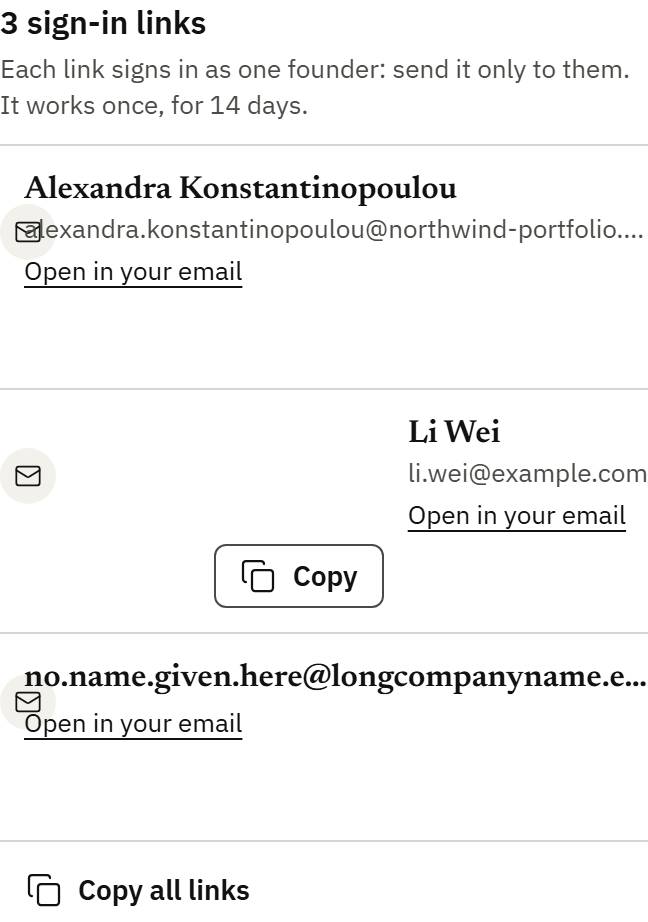 3 sign-in links
Each link signs in as one founder: send it only to them.
It works once, for 14 days.
Alexandra Konstantinopoulou
alexandra.konstantinopoulou@northwind-portfolio....
Open in your email
Li Wei
li.wei@example.com
Open in your email
Copy
no.name.given.here@longcompanyname.e...
Open in your email
Copy all links